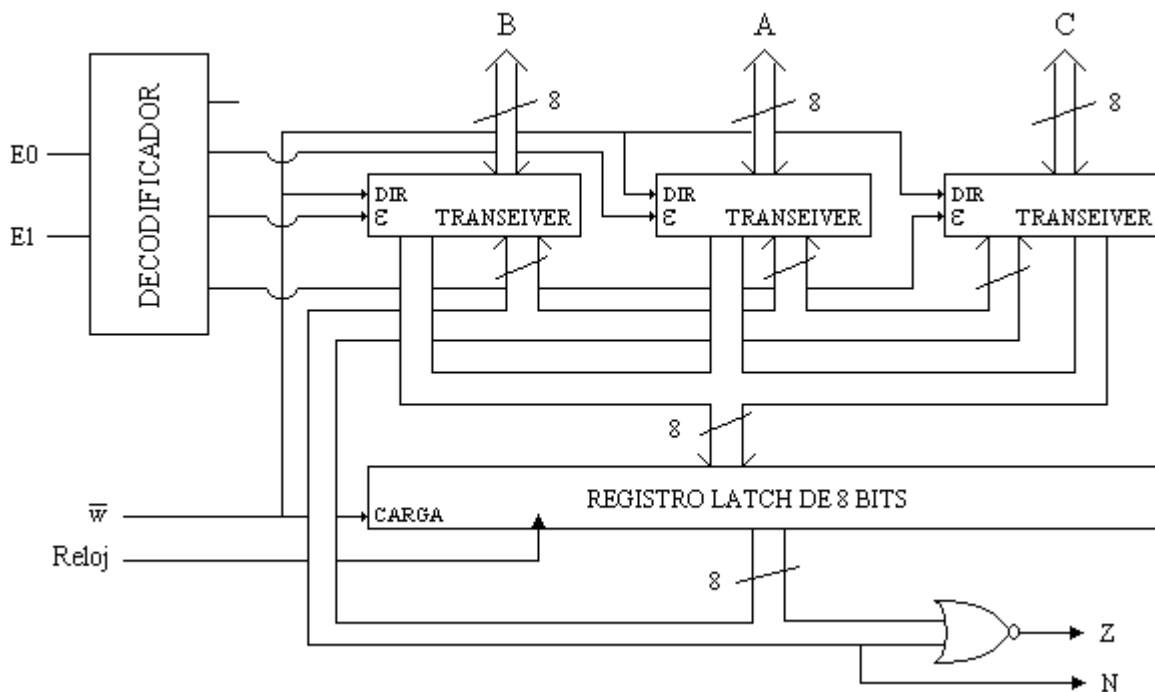 B
A
C
8
8
8
DECODIFICADOR
E0
E1
DIR
Ɛ
TRANSEIVER
DIR
Ɛ
TRANSEIVER
DIR
Ɛ
TRANSEIVER
8
w̅
CARGA
REGISTRO LATCH DE 8 BITS
Reloj
8
Z
N